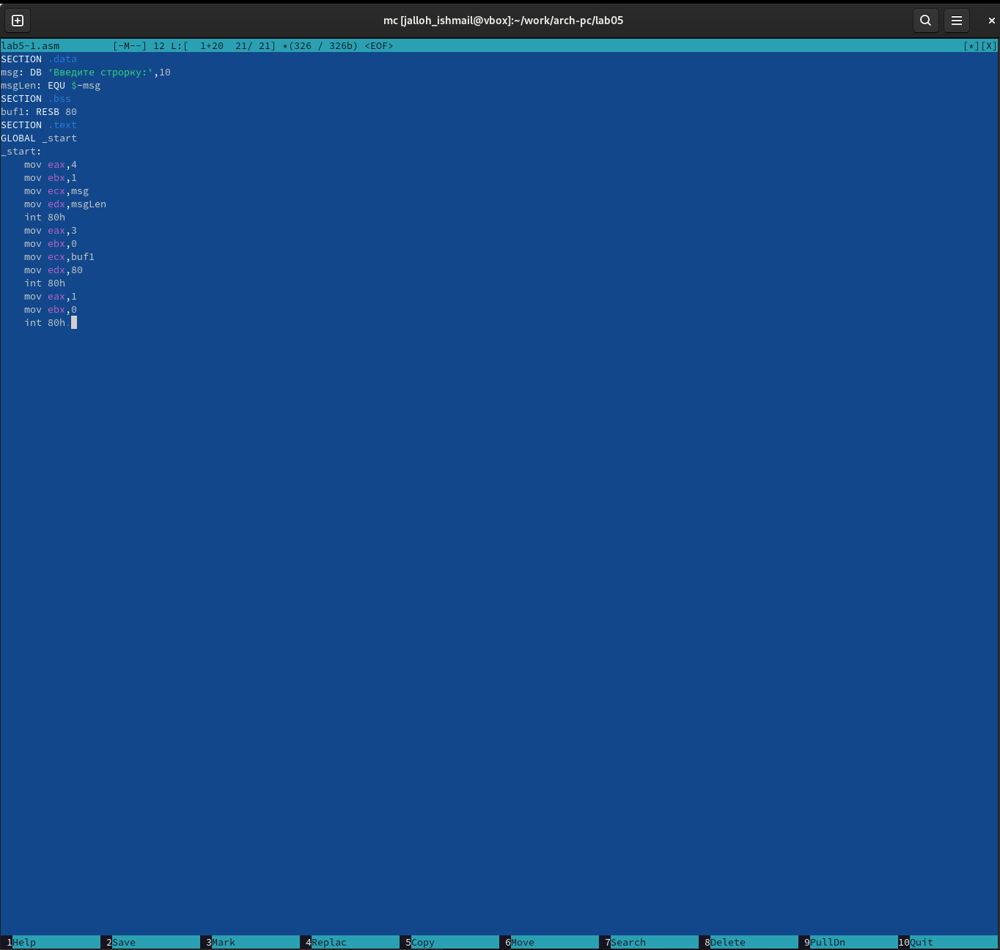 mc [jalloh_ishmail@vbox]:~/work/arch-pc/lab05
lab5-1.asm [-M--] 12 L:[ 1+20 21/ 21] *(326 / 326b) <EOF> [*][X]
SECTION .data
msg: DB 'Введите строрку:',10
msgLen: EQU $-msg
SECTION .bss
buf1: RESB 80
SECTION .text
GLOBAL _start
_start:
    mov eax,4
    mov ebx,1
    mov ecx,msg
    mov edx,msgLen
    int 80h
    mov eax,3
    mov ebx,0
    mov ecx,buf1
    mov edx,80
    int 80h
    mov eax,1
    mov ebx,0
    int 80h.
1Help 2Save 3Mark 4Replac 5Copy 6Move 7Search 8Delete 9PullDn 10Quit